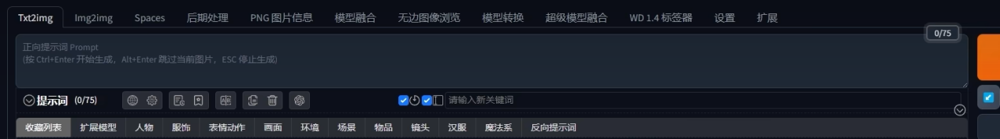 Txt2img Img2img Spaces 后期处理 PNG 图片信息 模型融合 无边图像浏览 模型转换 超级模型融合 WD 1.4 标签器 设置 扩展
0/75
正向提示词 Prompt
(按 Ctrl+Enter 开始生成，Alt+Enter 跳过当前图片，ESC 停止生成)
提示词 (0/75) 请输入新关键词
收藏列表 扩展模型 人物 服饰 表情动作 画面 环境 场景 物品 镜头 汉服 魔法系 反向提示词